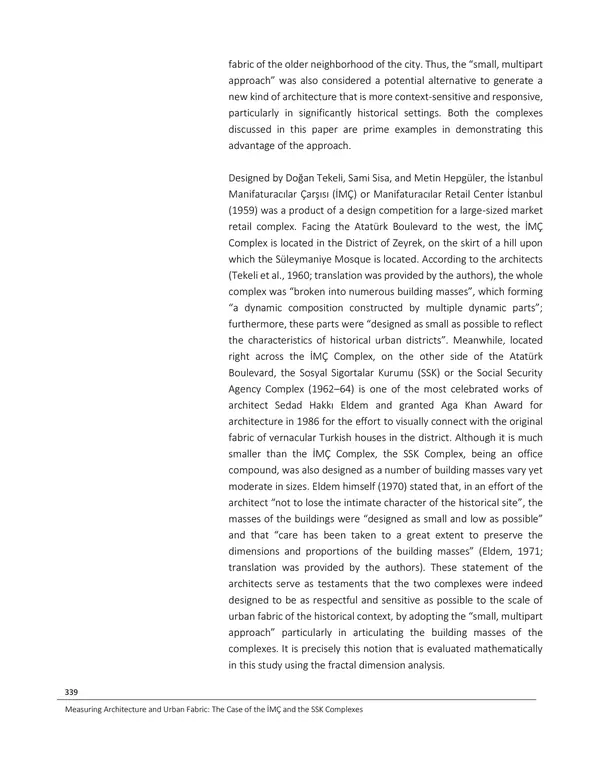 fabric of the older neighborhood of the city. Thus, the “small, multipart
approach” was also considered a potential alternative to generate a
new kind of architecture that is more context-sensitive and responsive,
particularly in significantly historical settings. Both the complexes
discussed in this paper are prime examples in demonstrating this
advantage of the approach.
Designed by Doğan Tekeli, Sami Sisa, and Metin Hepgüler, the İstanbul
Manifaturacılar Çarşısı (İMÇ) or Manifaturacılar Retail Center İstanbul
(1959) was a product of a design competition for a large-sized market
retail complex. Facing the Atatürk Boulevard to the west, the İMÇ
Complex is located in the District of Zeyrek, on the skirt of a hill upon
which the Süleymaniye Mosque is located. According to the architects
(Tekeli et al., 1960; translation was provided by the authors), the whole
complex was “broken into numerous building masses”, which forming
“a dynamic composition constructed by multiple dynamic parts”;
furthermore, these parts were “designed as small as possible to reflect
the characteristics of historical urban districts”. Meanwhile, located
right across the İMÇ Complex, on the other side of the Atatürk
Boulevard, the Sosyal Sigortalar Kurumu (SSK) or the Social Security
Agency Complex (1962–64) is one of the most celebrated works of
architect Sedad Hakkı Eldem and granted Aga Khan Award for
architecture in 1986 for the effort to visually connect with the original
fabric of vernacular Turkish houses in the district. Although it is much
smaller than the İMÇ Complex, the SSK Complex, being an office
compound, was also designed as a number of building masses vary yet
moderate in sizes. Eldem himself (1970) stated that, in an effort of the
architect “not to lose the intimate character of the historical site”, the
masses of the buildings were “designed as small and low as possible”
and that “care has been taken to a great extent to preserve the
dimensions and proportions of the building masses” (Eldem, 1971;
translation was provided by the authors). These statement of the
architects serve as testaments that the two complexes were indeed
designed to be as respectful and sensitive as possible to the scale of
urban fabric of the historical context, by adopting the “small, multipart
approach” particularly in articulating the building masses of the
complexes. It is precisely this notion that is evaluated mathematically
in this study using the fractal dimension analysis.
339
Measuring Architecture and Urban Fabric: The Case of the İMÇ and the SSK Complexes